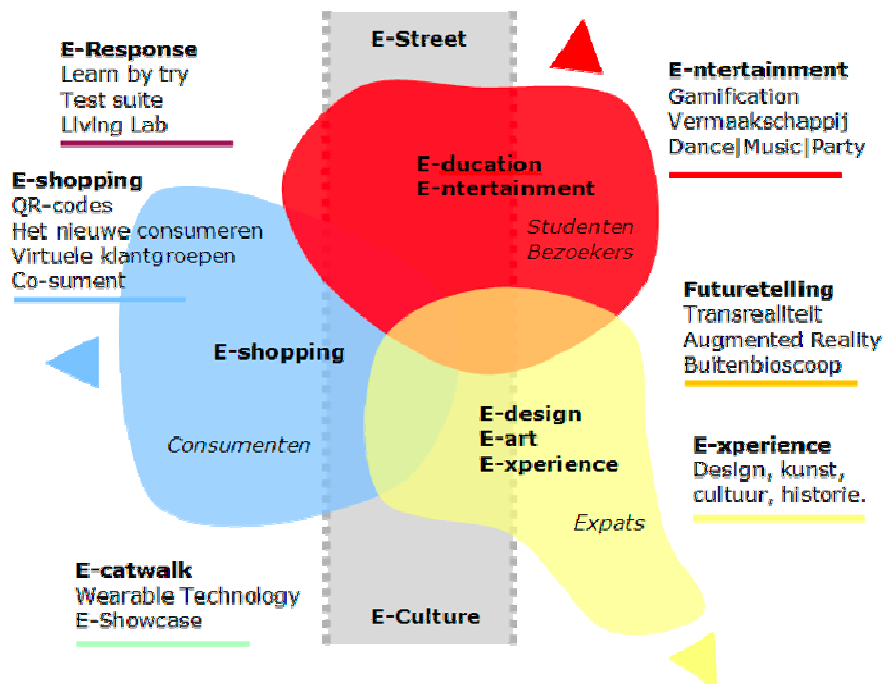 E-Street
E-Response
Learn by try
Test suite
Living Lab
E-ntertainment
Gamification
Vermaakschappij
Dance|Music|Party
E-ducation
E-ntertainment
Studenten
Bezoekers
E-shopping
QR-codes
Het nieuwe consumeren
Virtuele klantgroepen
Co-sument
Futuretelling
Transrealiteit
Augmented Reality
Buitenbioscoop
E-shopping
Consumenten
E-design
E-art
E-xperience
Expats
E-xperience
Design, kunst,
cultuur, historie.
E-catwalk
Wearable Technology
E-Showcase
E-Culture